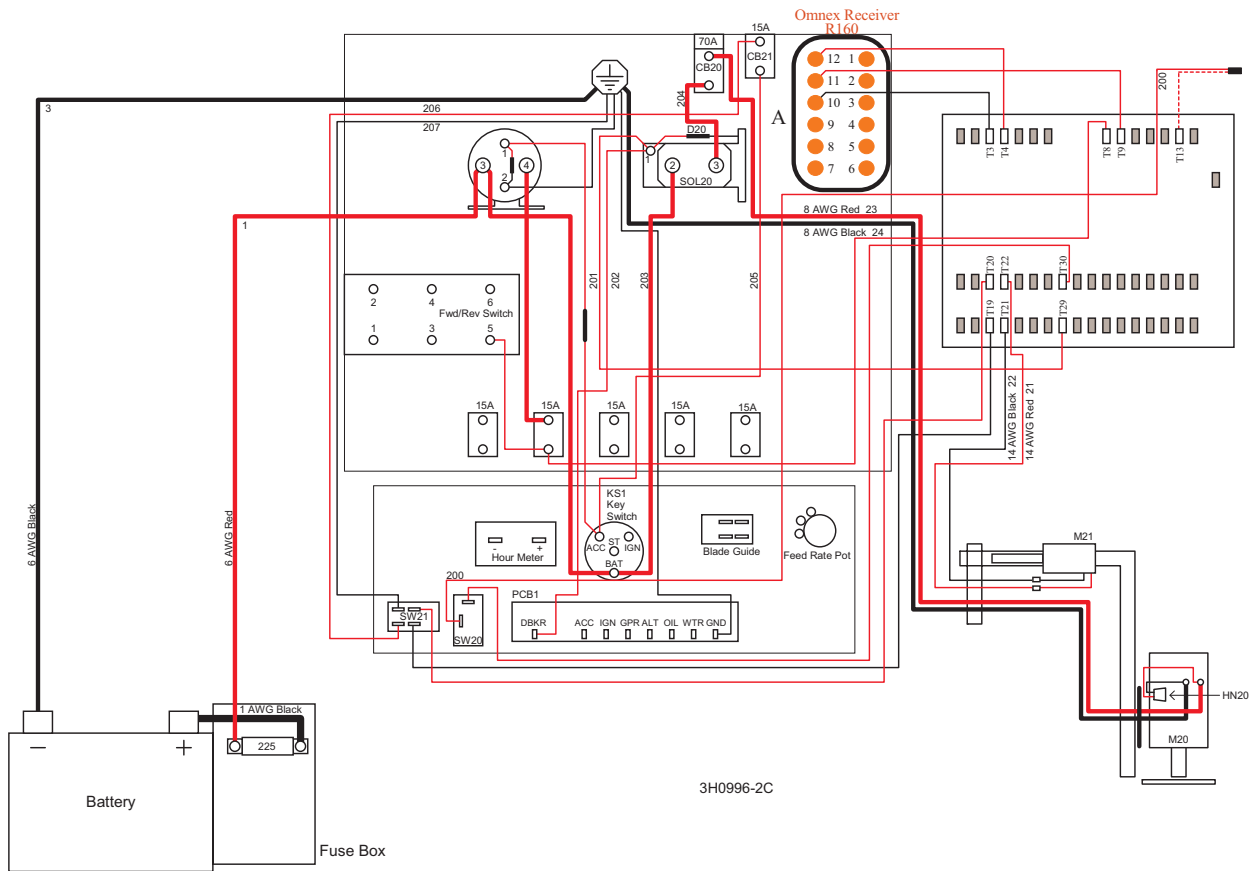 Omnex Receiver
R160
15A
70A
CB20
CB21
12 1
11 2
10 3
A
9 4
8 5
7 6
200
3
206
207
204
D20
1
2
3
4
1
2
3
SOL20
T3
T4
T8
T9
T13
8 AWG Red 23
8 AWG Black 24
1
201
202
203
205
T20
T22
T30
T19
T21
T29
2 4 6
Fwd/Rev Switch
1 3 5
15A
15A
15A
15A
15A
14 AWG Black 22
14 AWG Red 21
6 AWG Black
6 AWG Red
KS1
Key
Switch
ACC
ST
IGN
BAT
- +
Hour Meter
Blade Guide
Feed Rate Pot
M21
200
SW21
SW20
PCB1
DBKR ACC IGN GPR ALT OIL WTR GND
HN20
M20
1 AWG Black
225
− +
Battery
Fuse Box
3H0996-2C